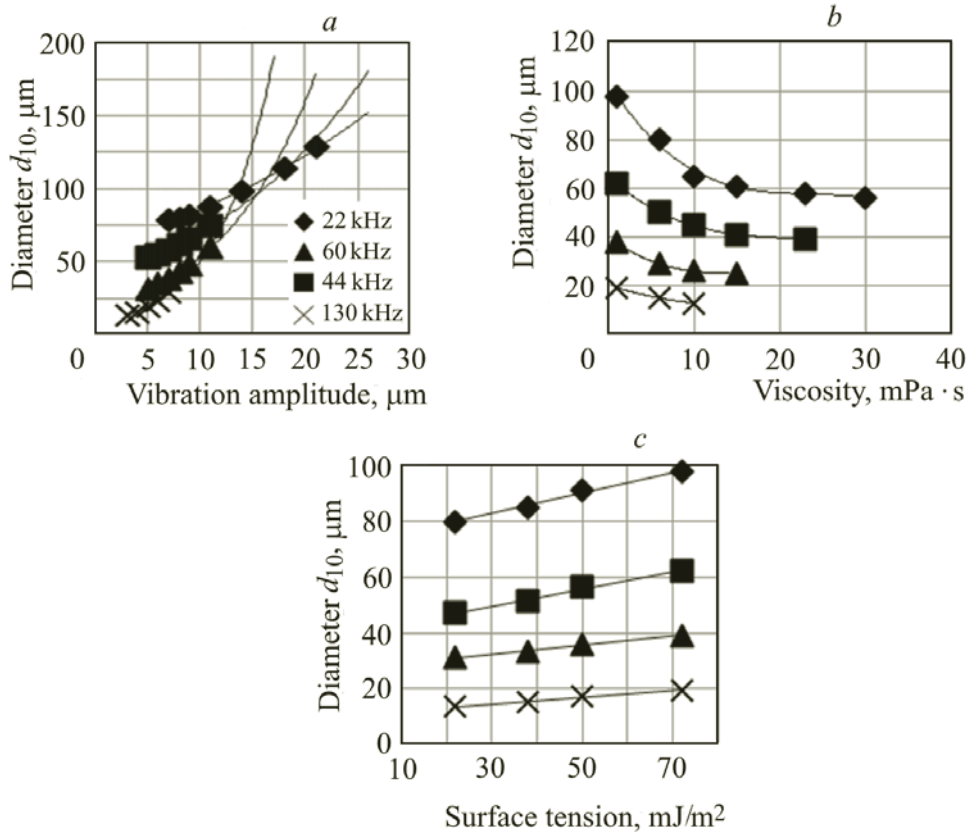 a
200
150
100
50
0
5
10
15
20
25
30
Diameter d10, μm
Vibration amplitude, μm
22 kHz
60 kHz
44 kHz
130 kHz
b
120
100
80
60
40
20
0
10
20
30
40
Diameter d10, μm
Viscosity, mPa · s
c
100
80
60
40
20
0
10
30
50
70
Diameter d10, μm
Surface tension, mJ/m2